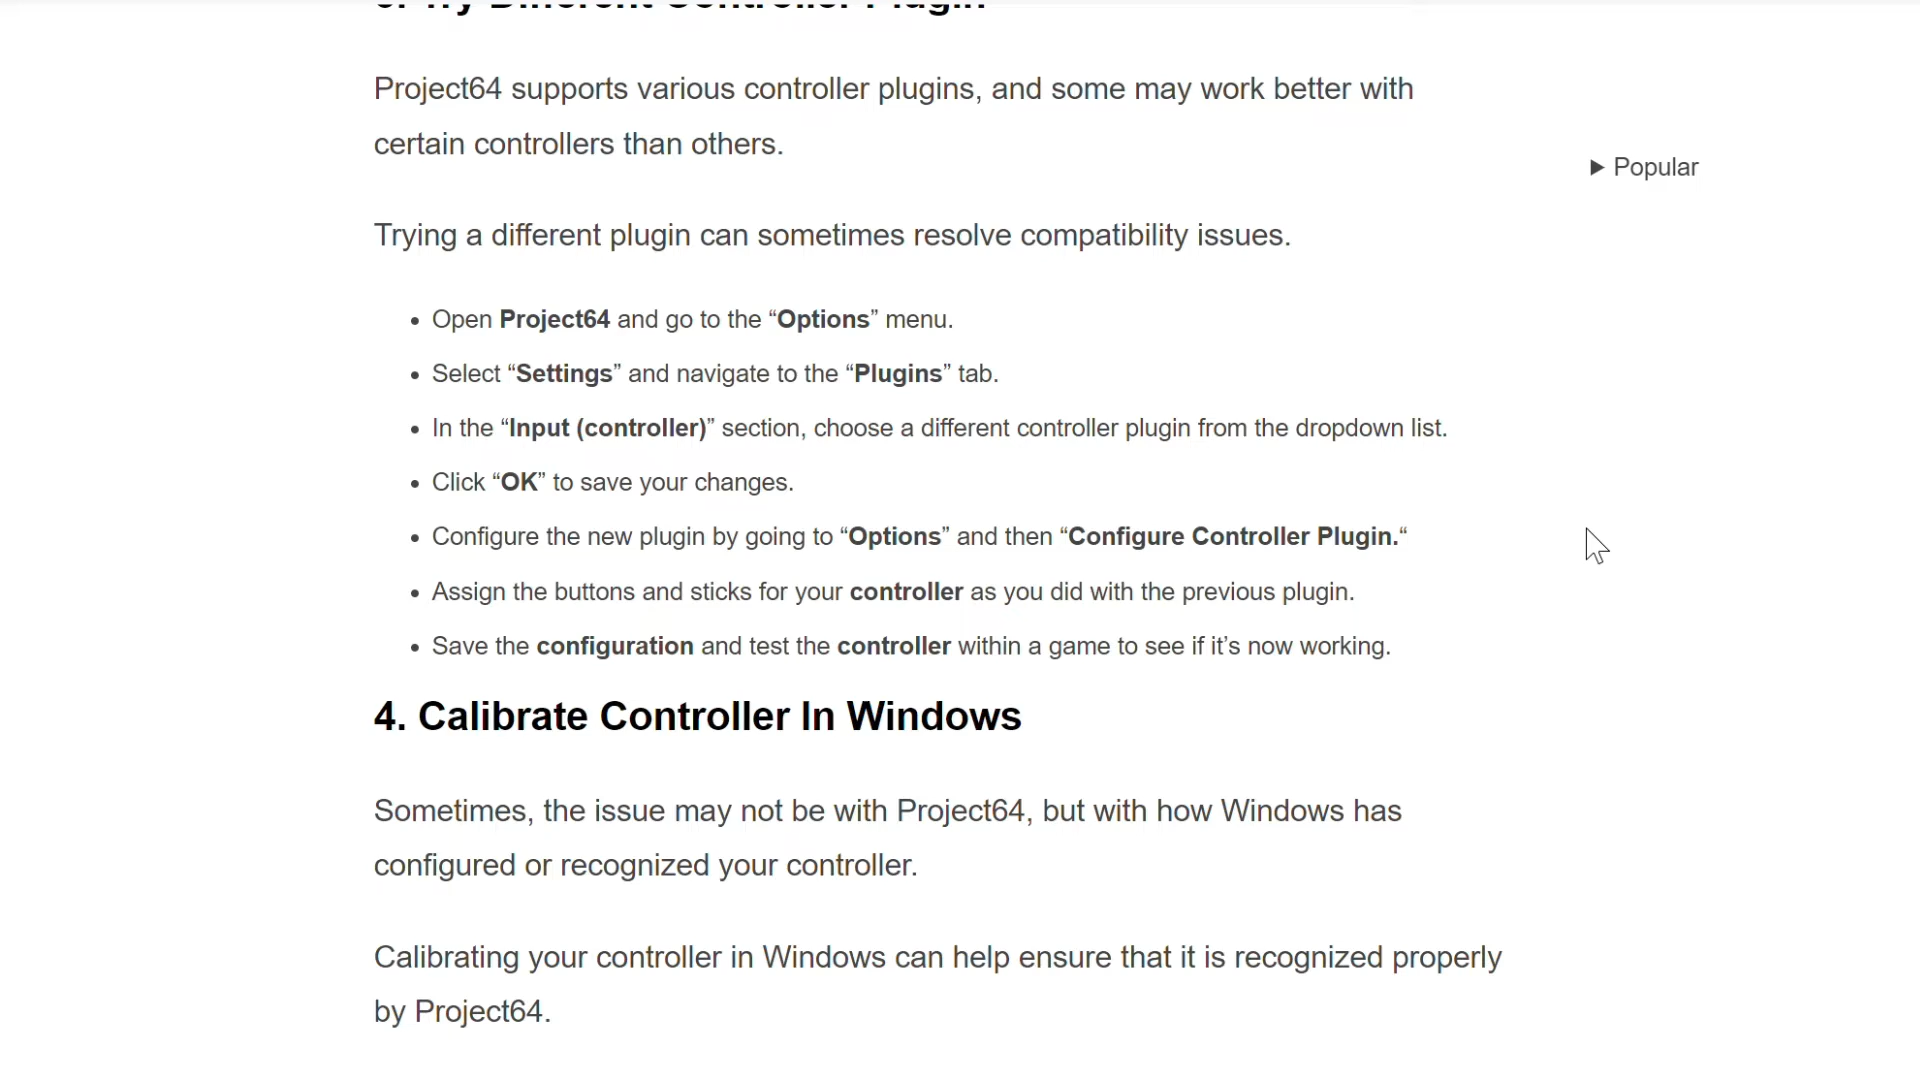 Try Different Controller Plugin
Project64 supports various controller plugins, and some may work better with
certain controllers than others.
▶ Popular
Trying a different plugin can sometimes resolve compatibility issues.
• Open Project64 and go to the “Options” menu.
• Select “Settings” and navigate to the “Plugins” tab.
• In the “Input (controller)” section, choose a different controller plugin from the dropdown list.
• Click “OK” to save your changes.
• Configure the new plugin by going to “Options” and then “Configure Controller Plugin.“
• Assign the buttons and sticks for your controller as you did with the previous plugin.
• Save the configuration and test the controller within a game to see if it’s now working.
4. Calibrate Controller In Windows
Sometimes, the issue may not be with Project64, but with how Windows has
configured or recognized your controller.
Calibrating your controller in Windows can help ensure that it is recognized properly
by Project64.